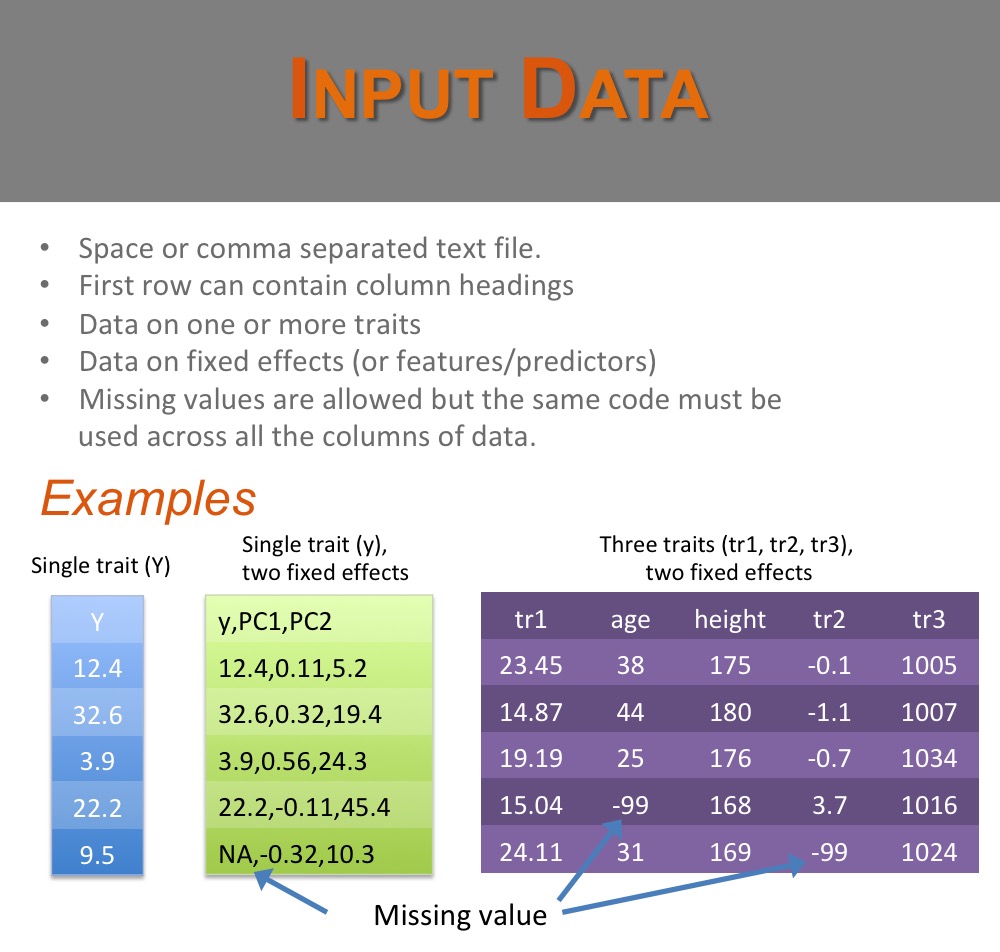 INPUT DATA
• Space or comma separated text file.
• First row can contain column headings
• Data on one or more traits
• Data on fixed effects (or features/predictors)
• Missing values are allowed but the same code must be
used across all the columns of data.
Examples
Single trait (Y)
Y
12.4
32.6
3.9
22.2
9.5
Single trait (y),
two fixed effects
y,PC1,PC2
12.4,0.11,5.2
32.6,0.32,19.4
3.9,0.56,24.3
22.2,-0.11,45.4
NA,-0.32,10.3
Three traits (tr1, tr2, tr3),
two fixed effects
tr1 age height tr2 tr3
23.45 38 175 -0.1 1005
14.87 44 180 -1.1 1007
19.19 25 176 -0.7 1034
15.04 -99 168 3.7 1016
24.11 31 169 -99 1024
Missing value